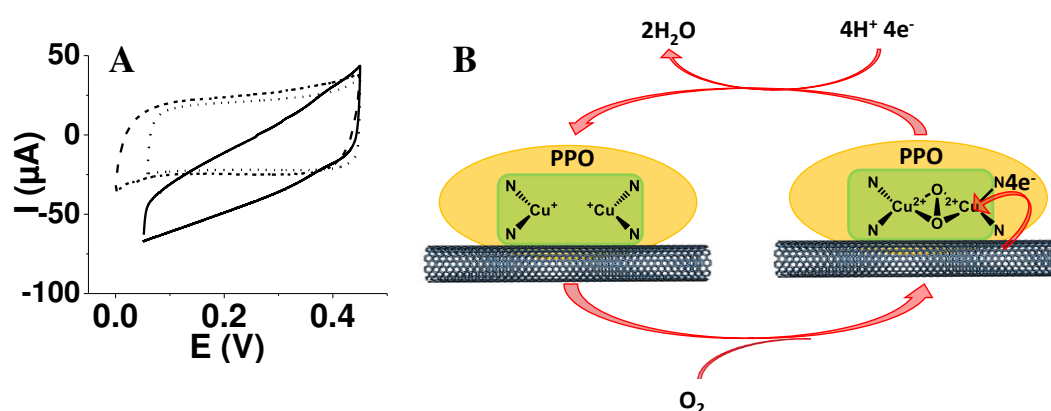 A
50
0
-50
-100
I (µA)
0.0 0.2 0.4
E (V)
B
2H₂O 4H⁺ 4e⁻
PPO
N N
Cu⁺ ⁺Cu
N N
PPO
N O N 4e⁻
Cu²⁺ ²⁺Cu
N O N
O₂